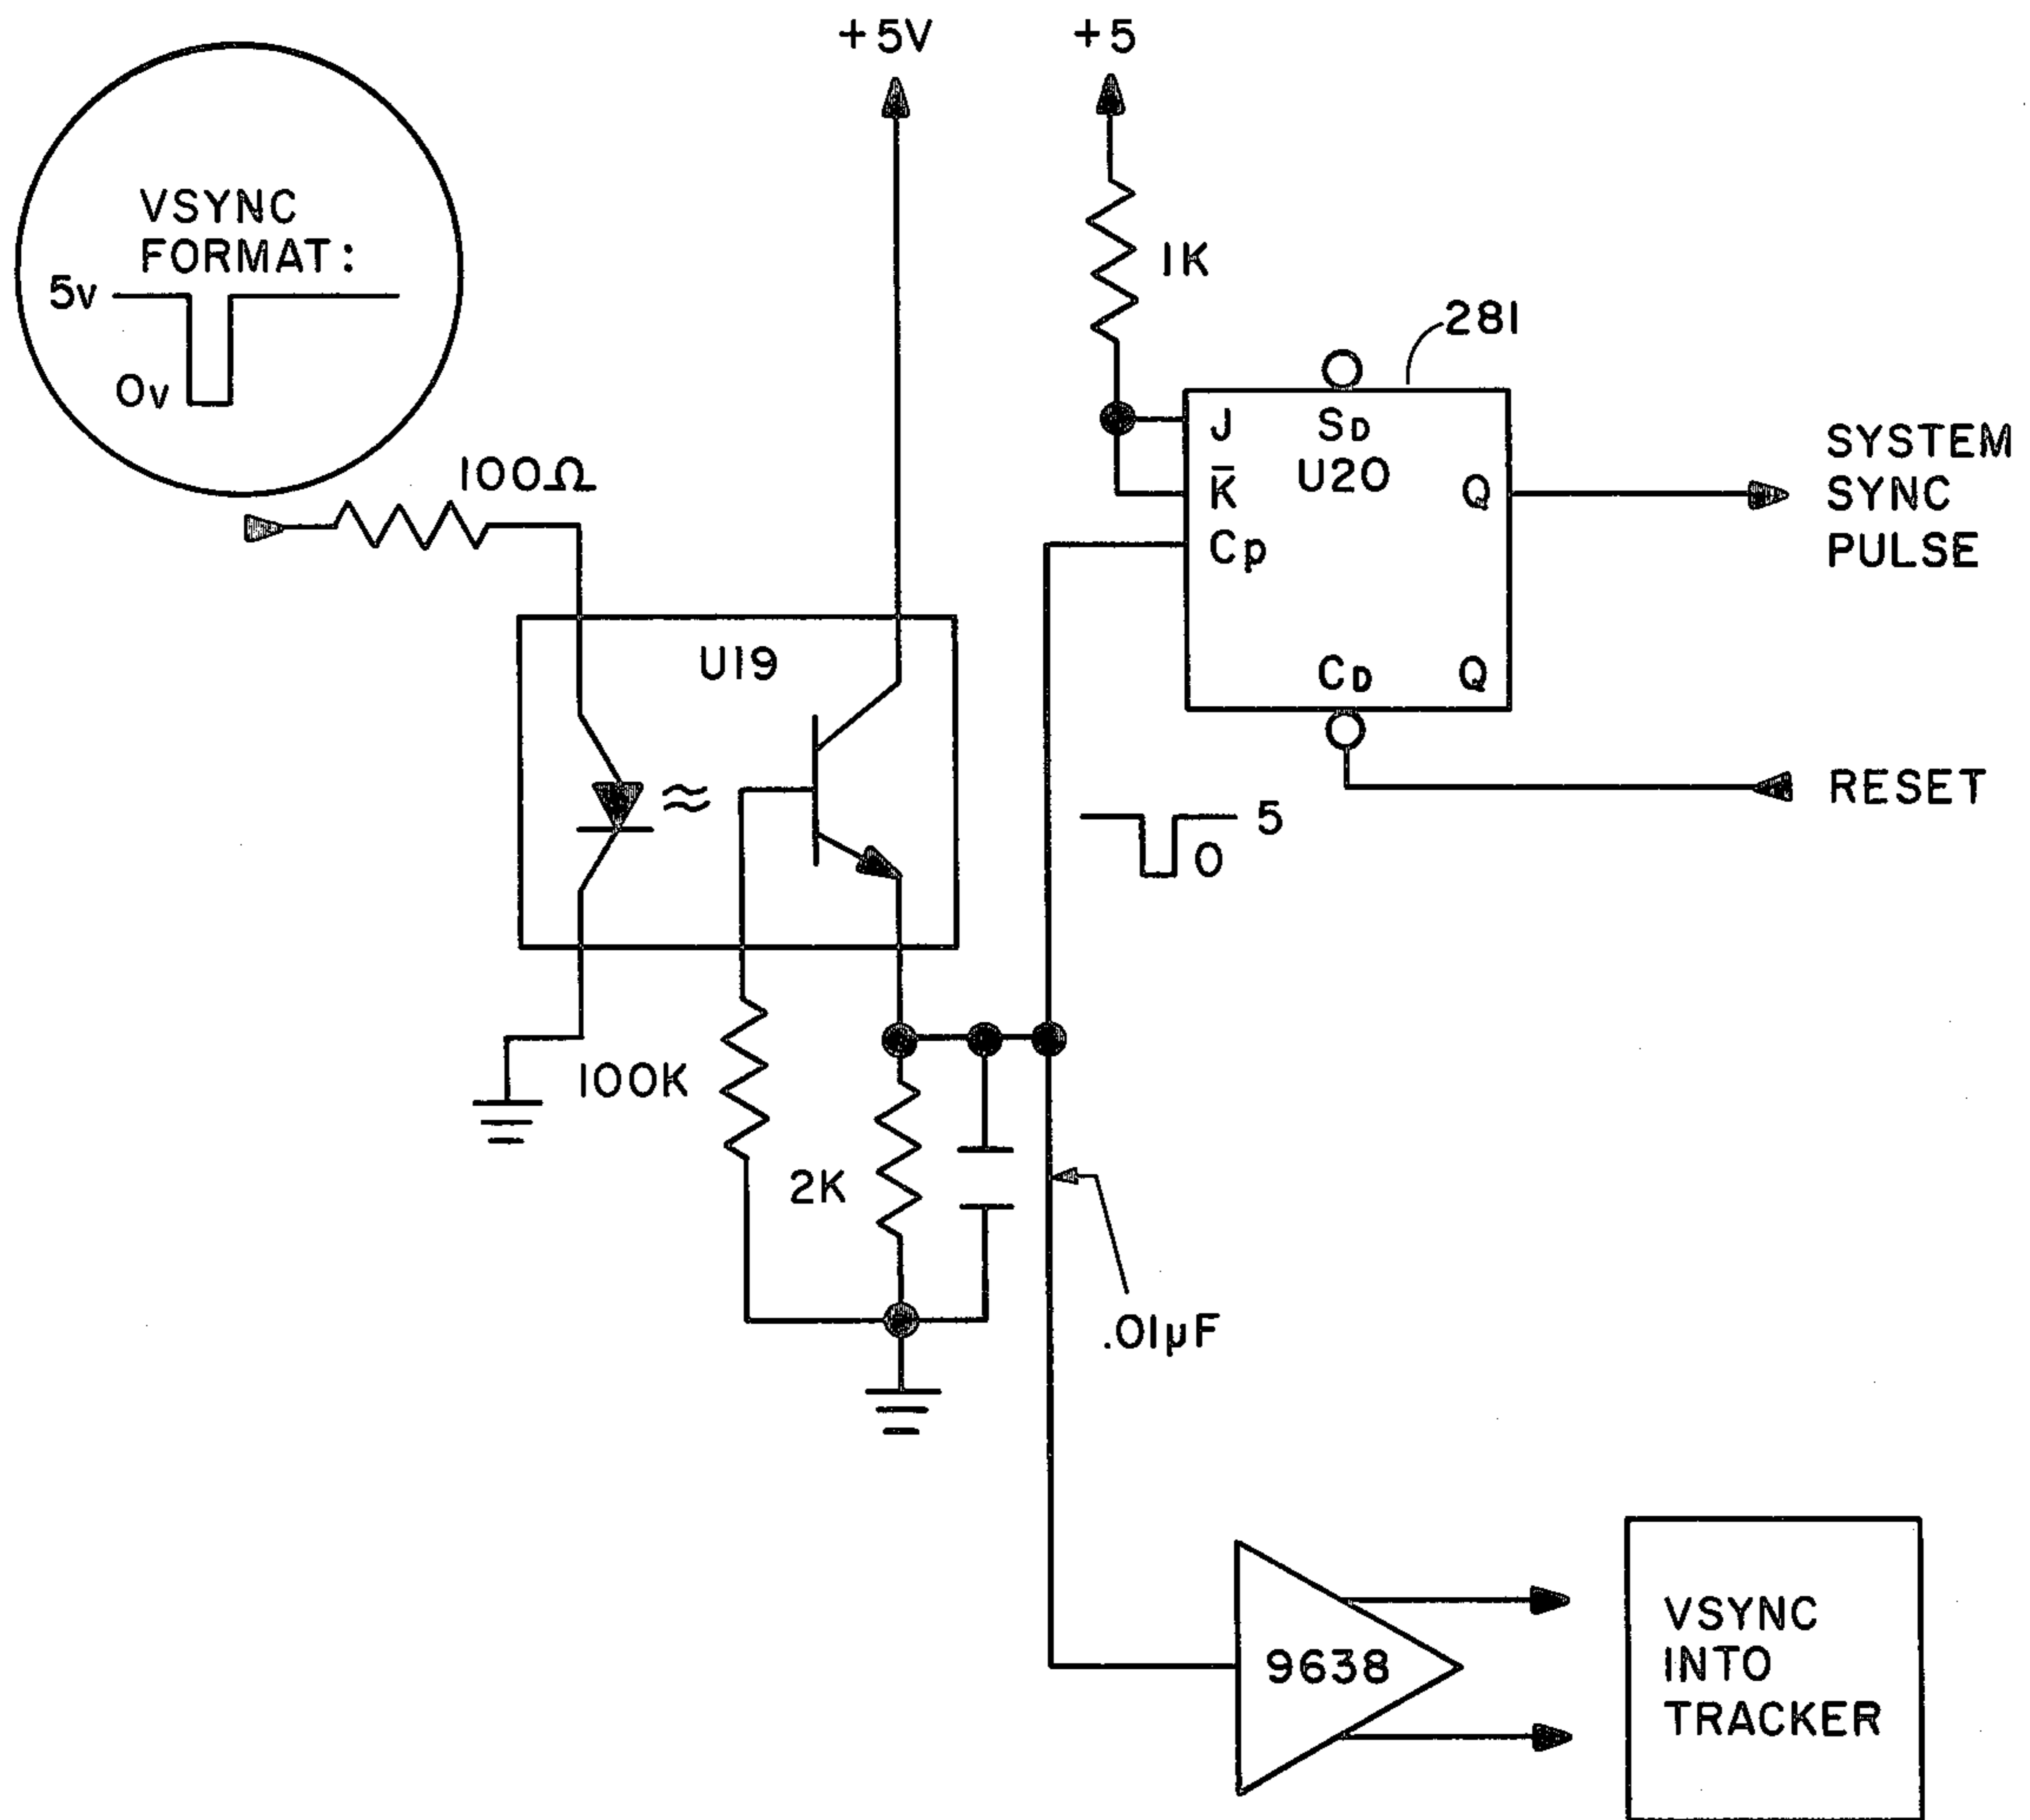 +5V
+5
VSYNC
FORMAT:
5v
0v
1K
281
100Ω
J
SD
U20
K̅
Q
Cp
SYSTEM
SYNC
PULSE
U19
CD
Q
RESET
5
0
100K
2K
.01µF
9638
VSYNC
INTO
TRACKER